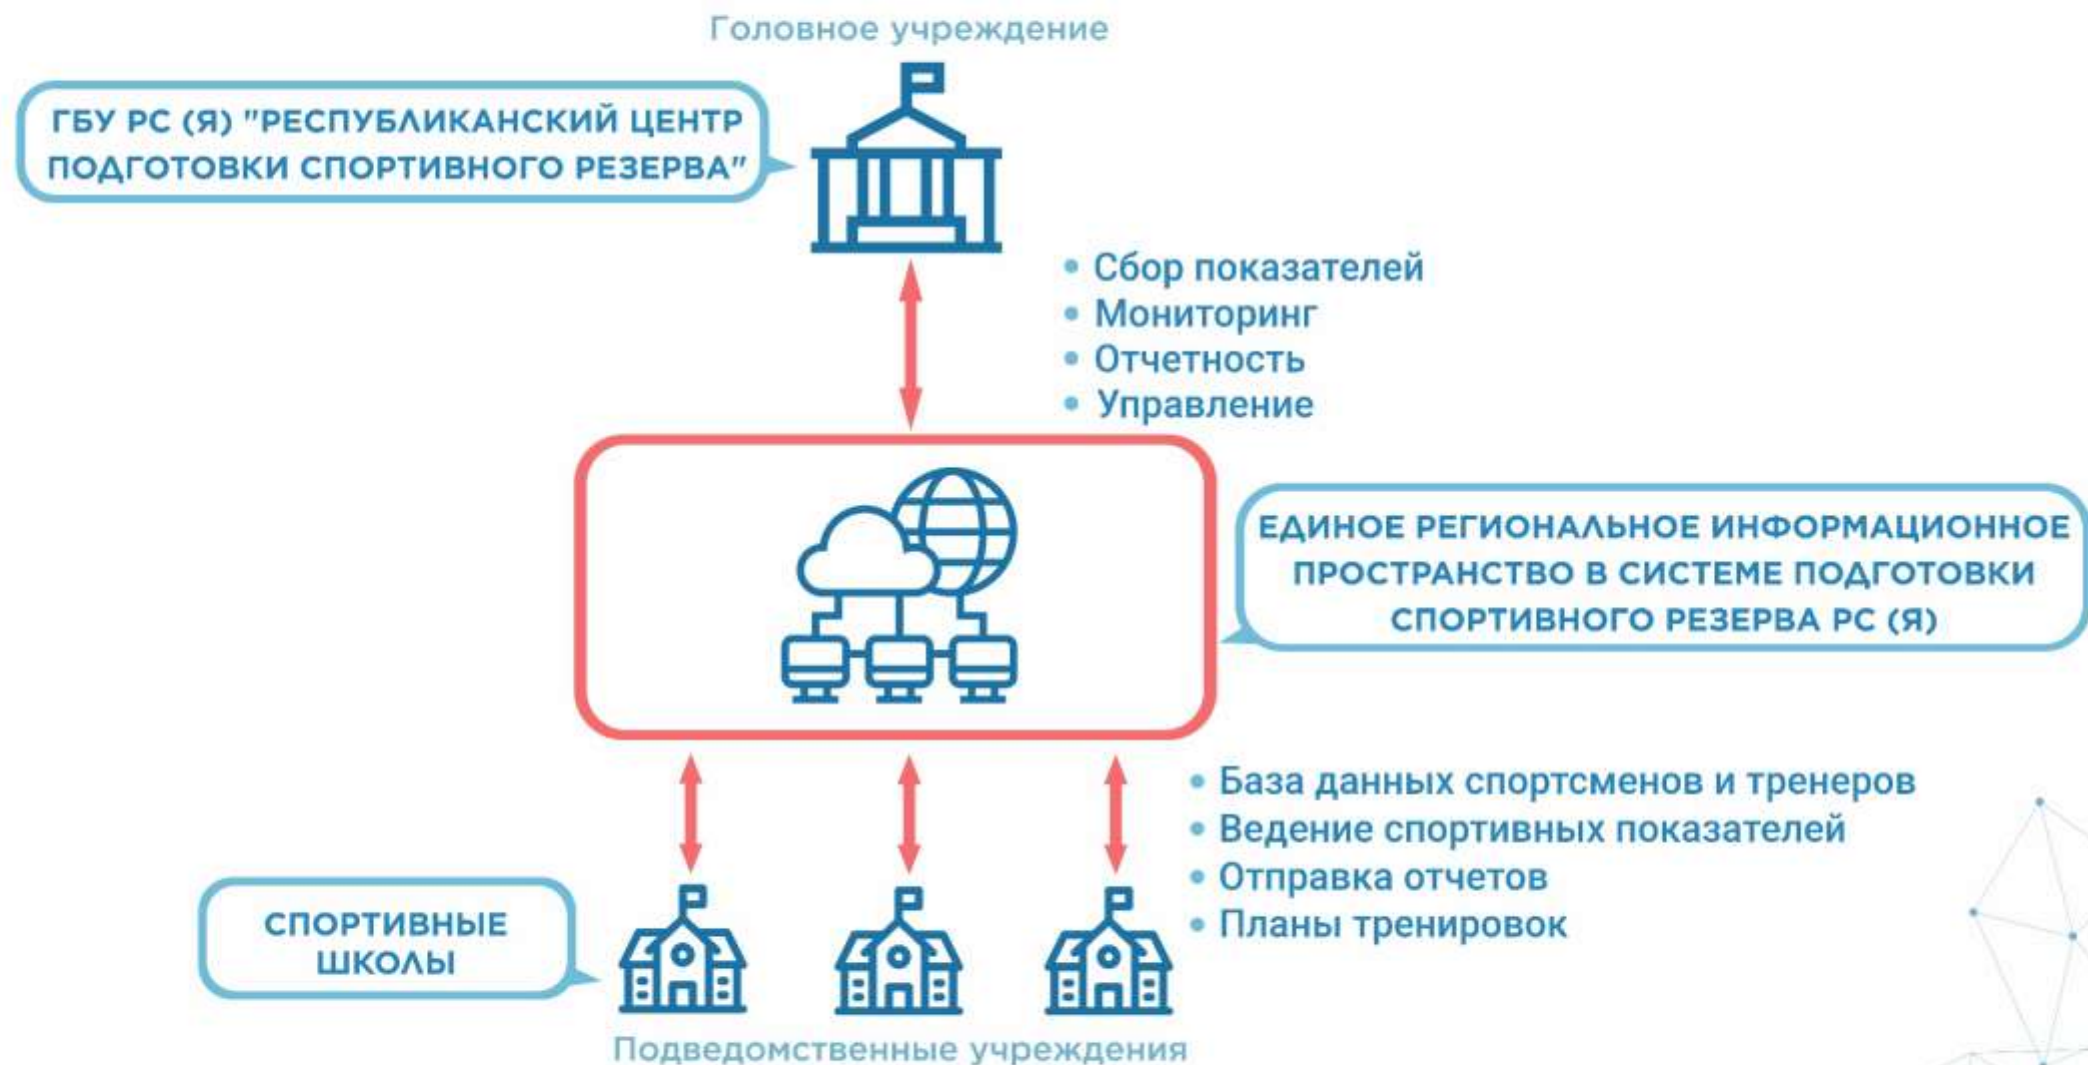 Головное учреждение
ГБУ РС (Я) "РЕСПУБЛИКАНСКИЙ ЦЕНТР
ПОДГОТОВКИ СПОРТИВНОГО РЕЗЕРВА"
• Сбор показателей
• Мониторинг
• Отчетность
• Управление
ЕДИНОЕ РЕГИОНАЛЬНОЕ ИНФОРМАЦИОННОЕ
ПРОСТРАНСТВО В СИСТЕМЕ ПОДГОТОВКИ
СПОРТИВНОГО РЕЗЕРВА РС (Я)
• База данных спортсменов и тренеров
• Ведение спортивных показателей
• Отправка отчетов
• Планы тренировок
СПОРТИВНЫЕ
ШКОЛЫ
Подведомственные учреждения